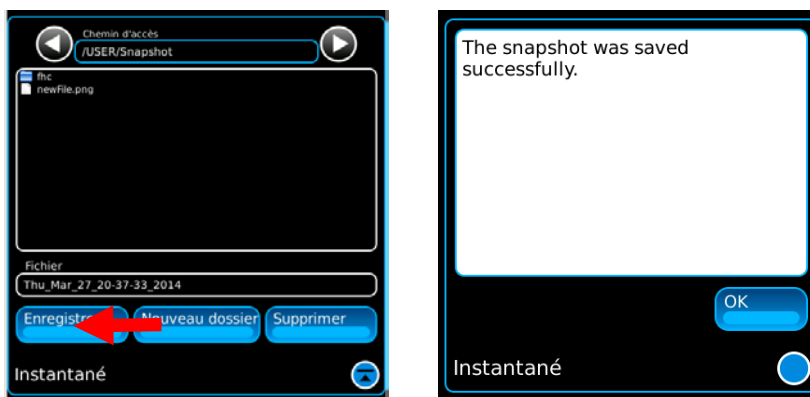 Chemin d'accès
/USER/Snapshot
fhc
newFile.png
Fichier
Thu_Mar_27_20-37-33_2014
Nouveau dossier
Supprimer
Instantané
The snapshot was saved
successfully.
OK
Instantané